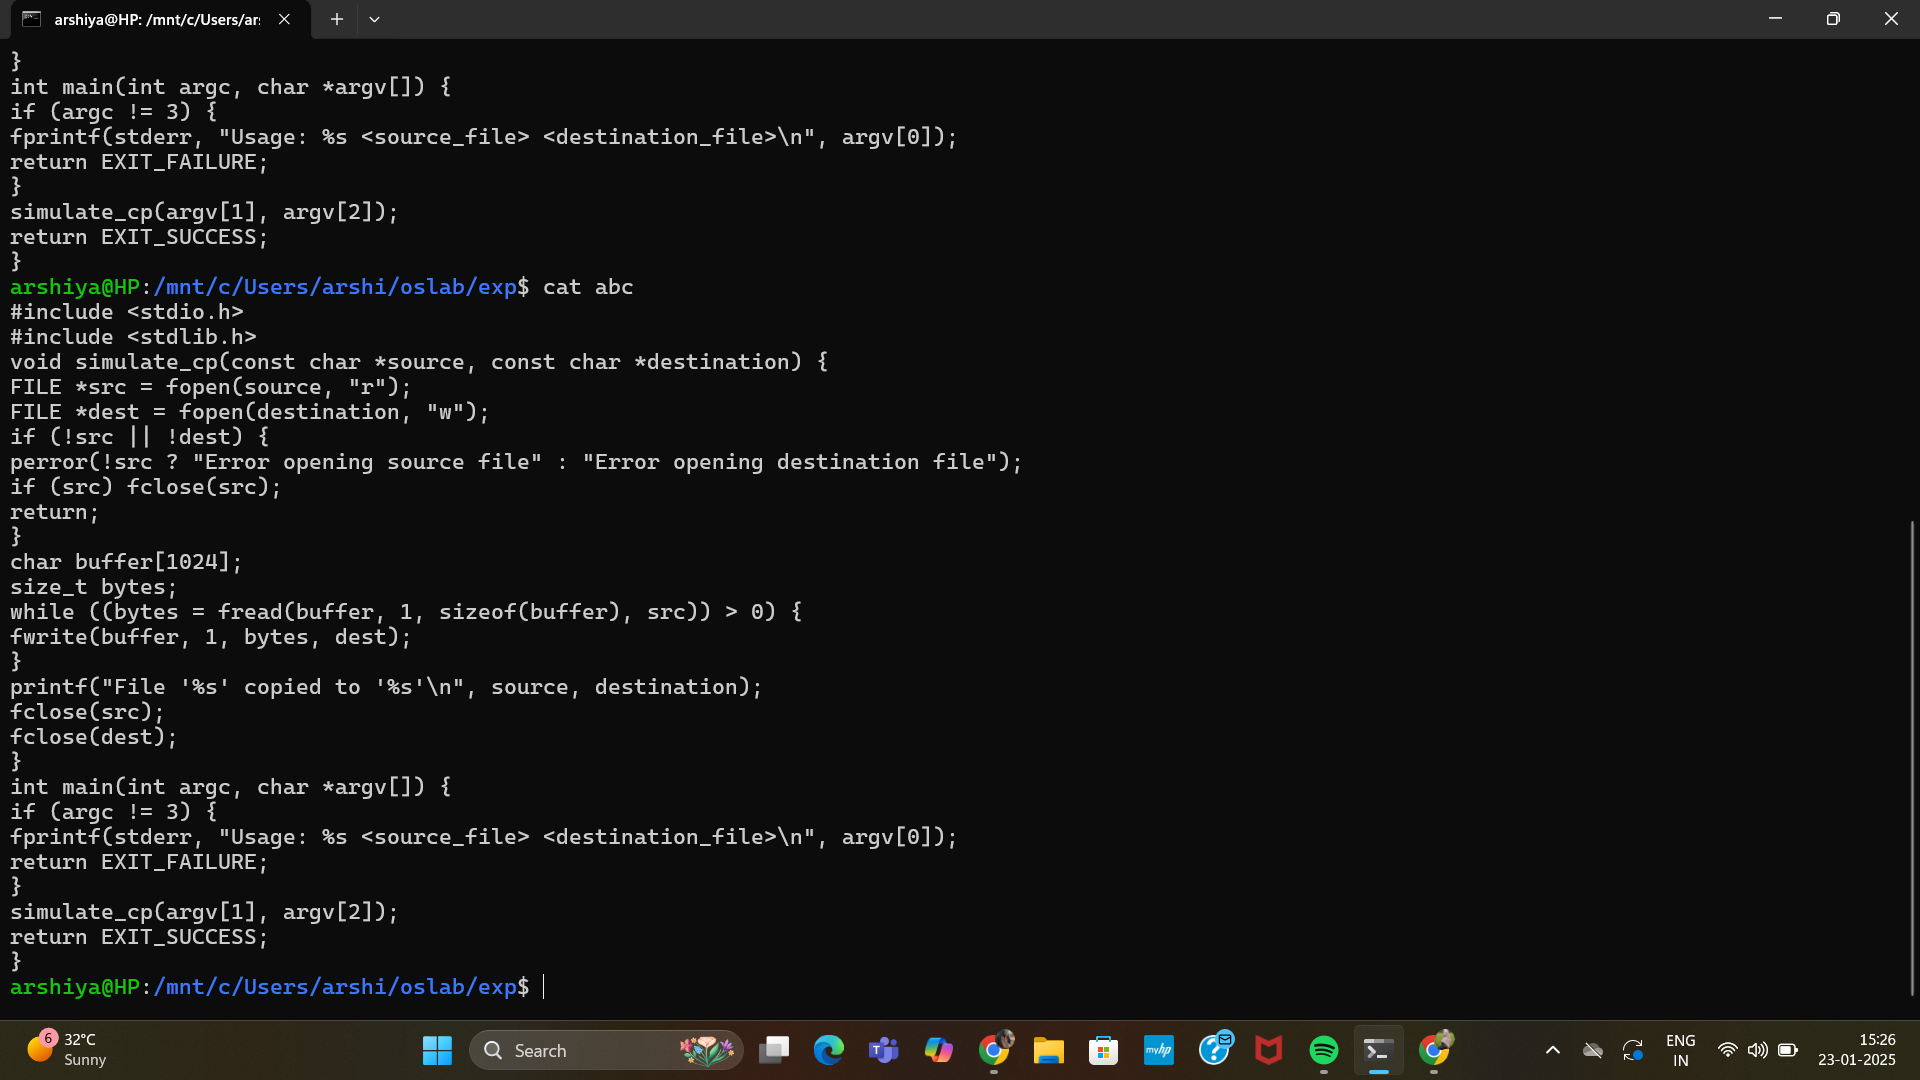 arshiya@HP: /mnt/c/Users/ar
}
int main(int argc, char *argv[]) {
if (argc != 3) {
fprintf(stderr, "Usage: %s <source_file> <destination_file>\n", argv[0]);
return EXIT_FAILURE;
}
simulate_cp(argv[1], argv[2]);
return EXIT_SUCCESS;
}
arshiya@HP:/mnt/c/Users/arshi/oslab/exp$ cat abc
#include <stdio.h>
#include <stdlib.h>
void simulate_cp(const char *source, const char *destination) {
FILE *src = fopen(source, "r");
FILE *dest = fopen(destination, "w");
if (!src || !dest) {
perror(!src ? "Error opening source file" : "Error opening destination file");
if (src) fclose(src);
return;
}
char buffer[1024];
size_t bytes;
while ((bytes = fread(buffer, 1, sizeof(buffer), src)) > 0) {
fwrite(buffer, 1, bytes, dest);
}
printf("File '%s' copied to '%s'\n", source, destination);
fclose(src);
fclose(dest);
}
int main(int argc, char *argv[]) {
if (argc != 3) {
fprintf(stderr, "Usage: %s <source_file> <destination_file>\n", argv[0]);
return EXIT_FAILURE;
}
simulate_cp(argv[1], argv[2]);
return EXIT_SUCCESS;
}
arshiya@HP:/mnt/c/Users/arshi/oslab/exp$
6
32°C
Sunny
Search
myhp
ENG
IN
15:26
23-01-2025